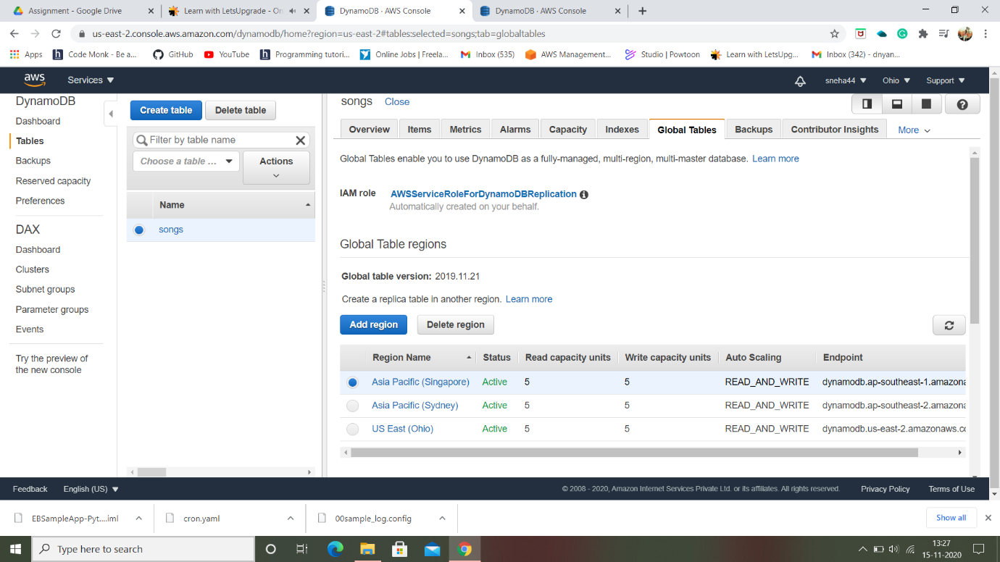 Assignment - Google Drive
Learn with LetsUpgrade - On
DynamoDB · AWS Console
DynamoDB · AWS Console
us-east-2.console.aws.amazon.com/dynamodb/home?region=us-east-2#tables:selected=songs;tab=globaltables
Apps
Code Monk - Be a...
GitHub
YouTube
Programming tutori...
Online Jobs | Freela...
Inbox (535)
AWS Management...
Studio | Powtoon
Learn with LetsUpg...
Inbox (342) - dnyan...
aws
Services
sneha44
Ohio
Support
DynamoDB
Dashboard
Tables
Backups
Reserved capacity
Preferences
DAX
Dashboard
Clusters
Subnet groups
Parameter groups
Events
Try the preview of
the new console
Create table
Delete table
Filter by table name
Choose a table ...
Actions
Name
songs
songs Close
Overview Items Metrics Alarms Capacity Indexes Global Tables Backups Contributor Insights More
Global Tables enable you to use DynamoDB as a fully-managed, multi-region, multi-master database. Learn more
IAM role AWSServiceRoleForDynamoDBReplication
Automatically created on your behalf.
Global Table regions
Global table version: 2019.11.21
Create a replica table in another region. Learn more
Add region Delete region
Region Name Status Read capacity units Write capacity units Auto Scaling Endpoint
Asia Pacific (Singapore) Active 5 5 READ_AND_WRITE dynamodb.ap-southeast-1.amazona
Asia Pacific (Sydney) Active 5 5 READ_AND_WRITE dynamodb.ap-southeast-2.amazona
US East (Ohio) Active 5 5 READ_AND_WRITE dynamodb.us-east-2.amazonaws.co
Feedback English (US)
© 2008 - 2020, Amazon Internet Services Private Ltd. or its affiliates. All rights reserved. Privacy Policy Terms of Use
EBSampleApp-Pyt....iml
cron.yaml
00sample_log.config
Show all
Type here to search
13:27
15-11-2020